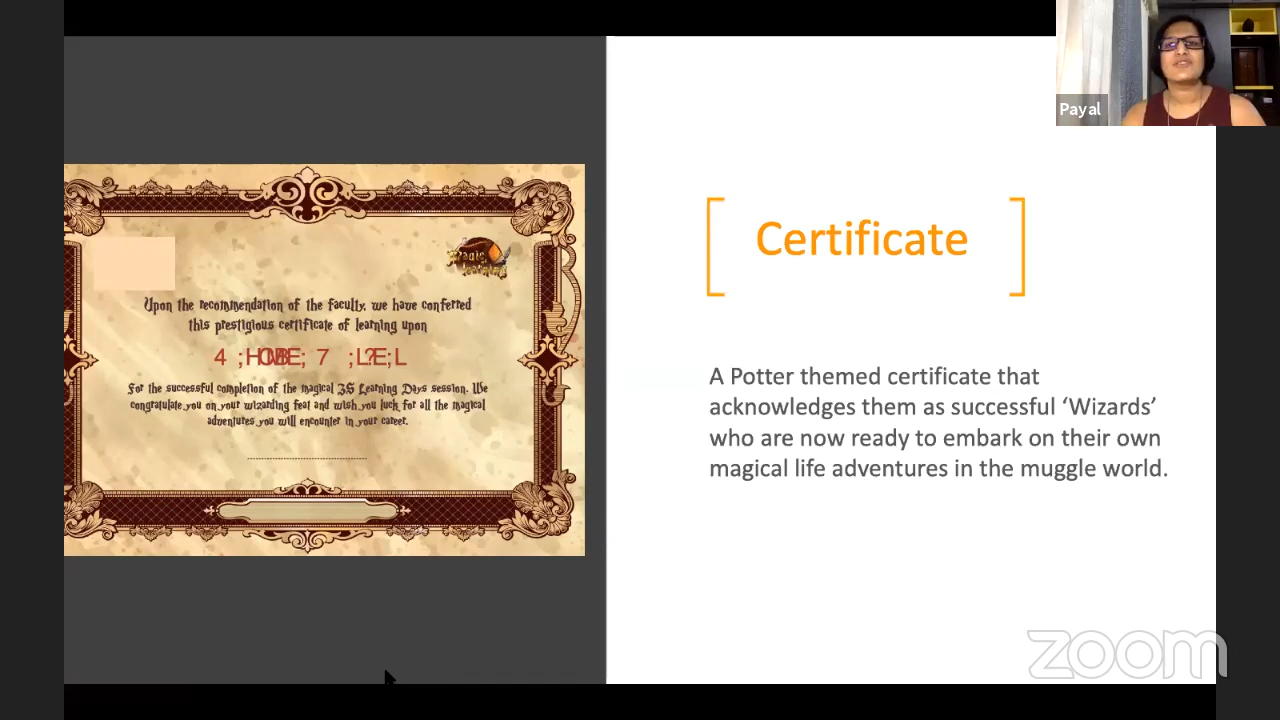 Payal
Magic
Learning
Upon the recommendation of the faculty, we have conferred
this prestigious certificate of learning upon
For the successful completion of the magical ZS Learning Days session. We
congratulate you on your wizarding feat and wish you luck for all the magical
adventures you will encounter in your career.
Certificate
A Potter themed certificate that
acknowledges them as successful ‘Wizards’
who are now ready to embark on their own
magical life adventures in the muggle world.
zoom